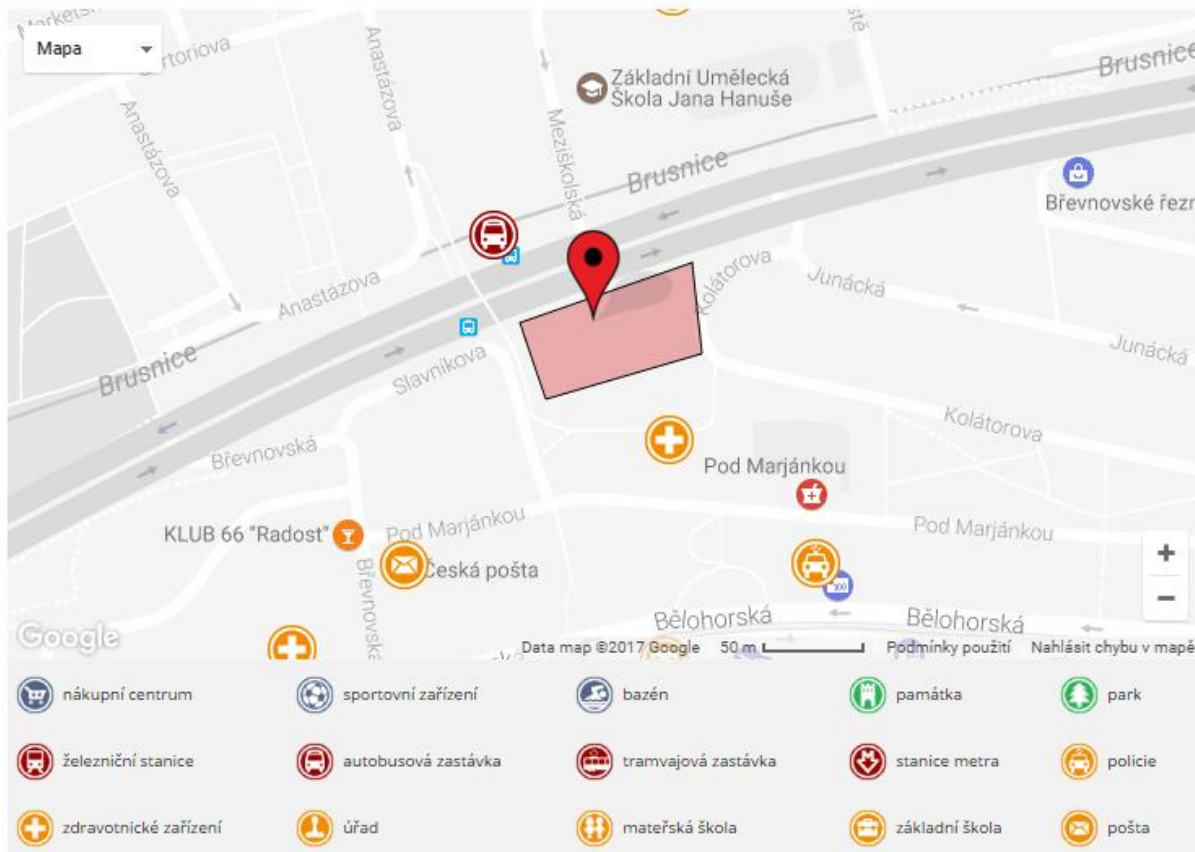 Mapa
Anastázova
Anastázova
Anastázova
Meziškolská
Základní Umělecká
Škola Jana Hanuše
Brusnice
Brusnice
Břevnovské řezn
Kolátorova
Junácká
Junácká
Brusnice
Slavníkova
Břevnovská
Kolátorova
Pod Marjánkou
KLUB 66 "Radost"
Pod Marjánkou
Pod Marjánkou
Česká pošta
Břevnovská
Bělohorská
Bělohorská
Google
Data map ©2017 Google
50 m
Podmínky použití
Nahlásit chybu v mapě
nákupní centrum
sportovní zařízení
bazén
památka
park
železniční stanice
autobusová zastávka
tramvajová zastávka
stanice metra
policie
zdravotnické zařízení
úřad
mateřská škola
základní škola
pošta